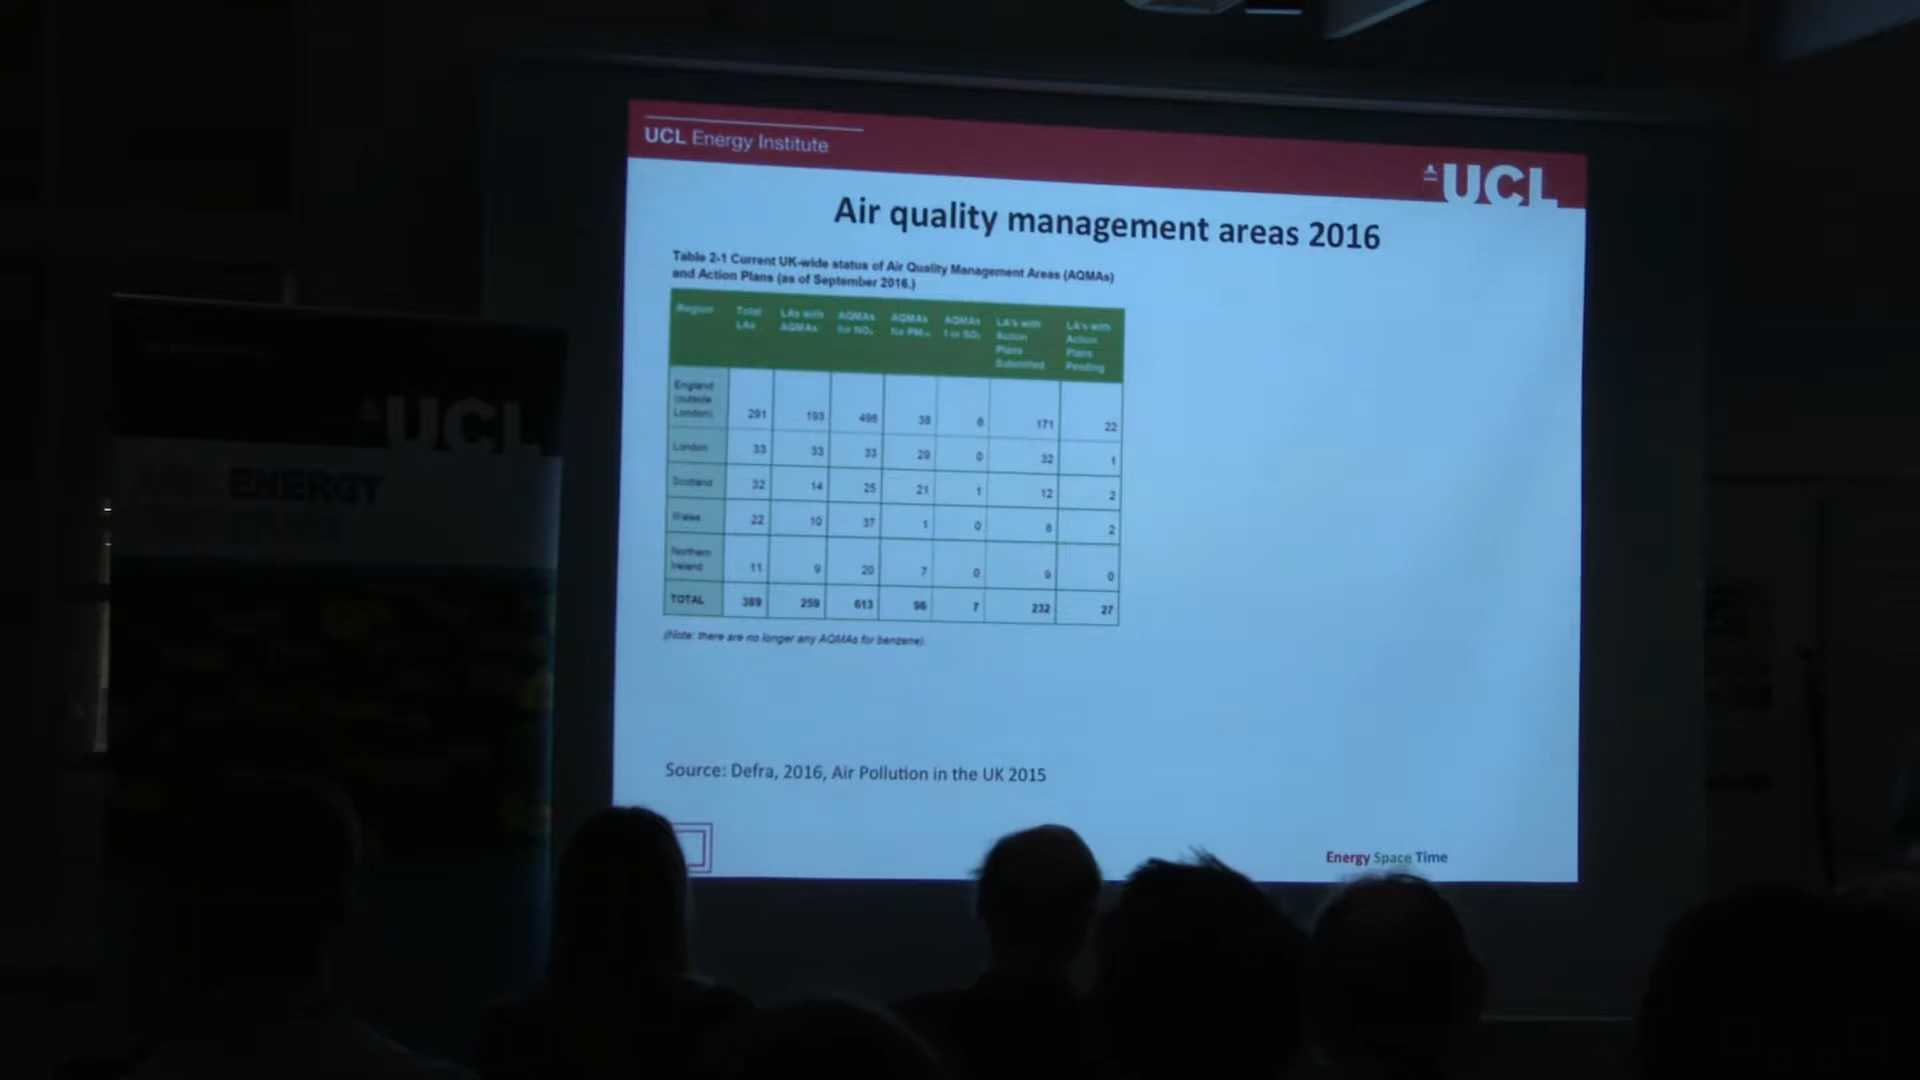 UCL Energy Institute
UCL
Air quality management areas 2016
Table 2-1 Current UK-wide status of Air Quality Management Areas (AQMAs)
and Action Plans (as of September 2016.)
Region Total LAs LAs with AQMAs AQMAs for NO₂ AQMAs for PM₁₀ AQMAs for SO₂ LA's with Action Plans Submitted LA's with Action Plans Pending
England (outside London) 291 193 498 38 6 171 22
London 33 33 33 29 0 32 1
Scotland 32 14 25 21 1 12 2
Wales 22 10 37 1 0 8 2
Northern Ireland 11 9 20 7 0 9 0
TOTAL 389 259 613 96 7 232 27
(Note: there are no longer any AQMAs for benzene).
Source: Defra, 2016, Air Pollution in the UK 2015
Energy Space Time
UCL
ENERGY